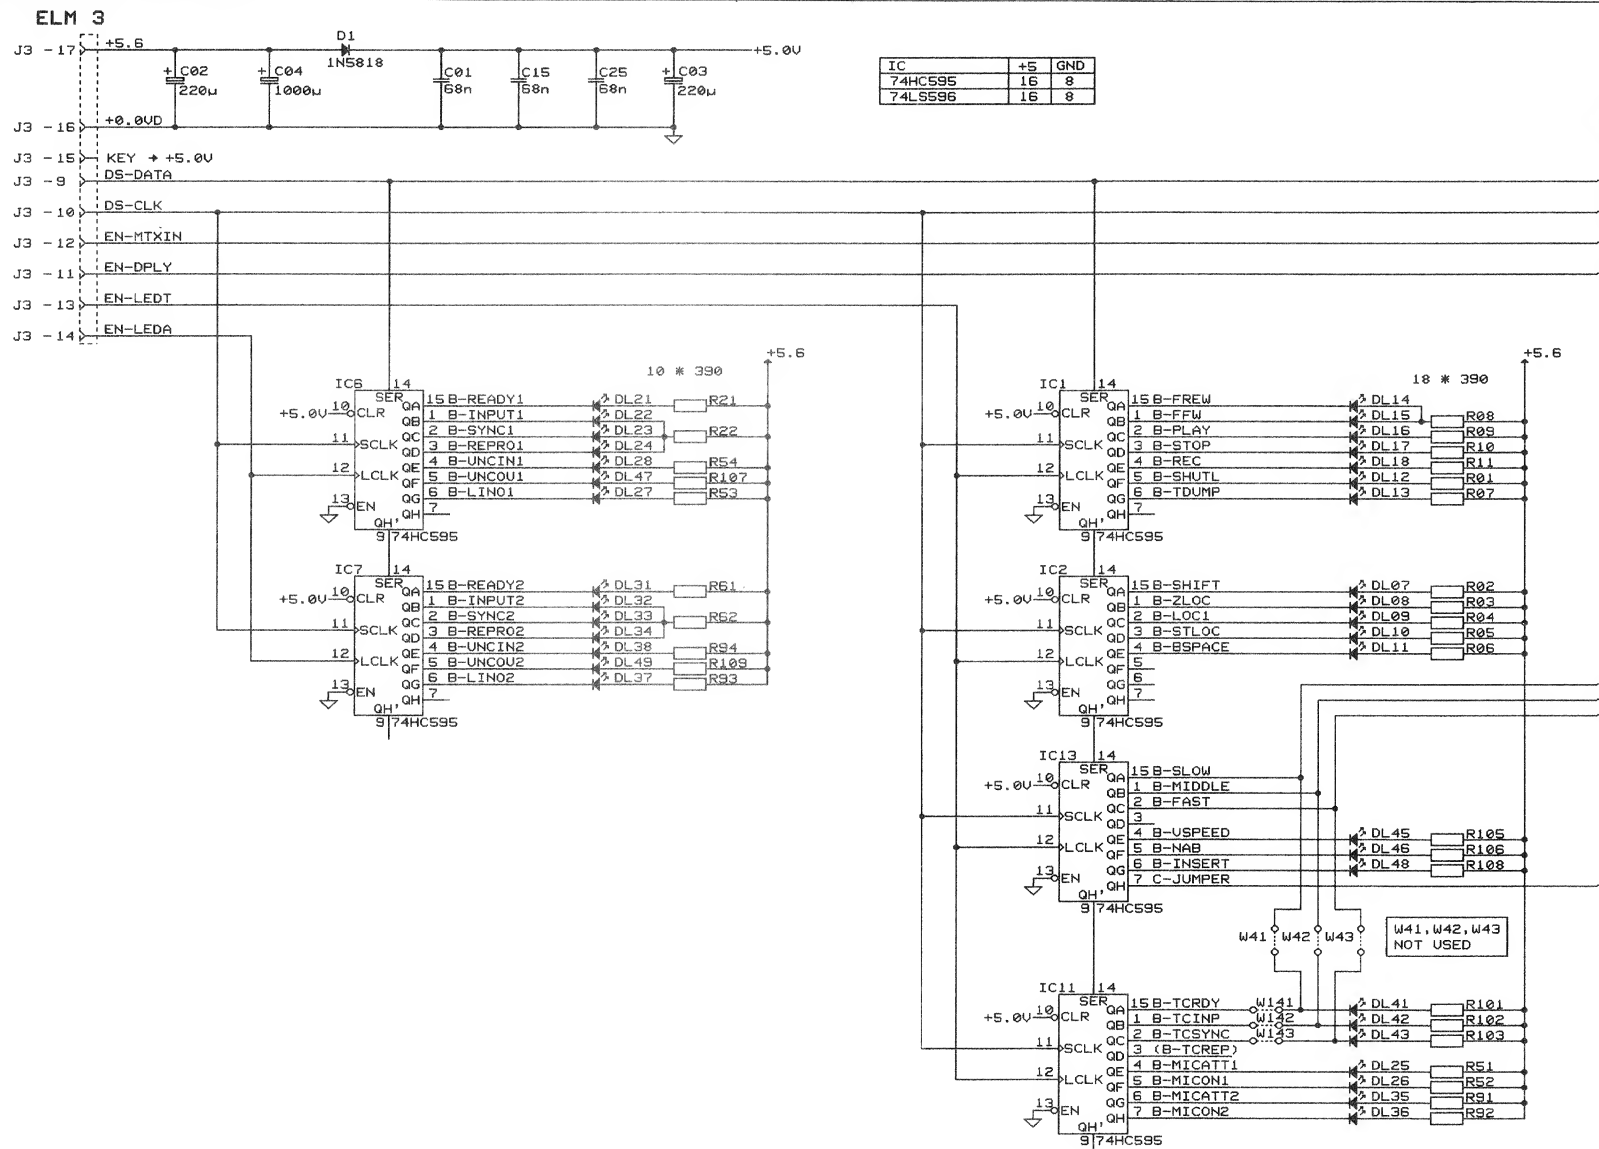 ELM 3
J3 -17 +5.6 D1 1N5818 +5.0V
C02 220µ
C04 1000µ
C01 68n
C15 68n
C25 68n
C03 220µ
IC +5 GND
74HC595 16 8
74LS596 16 8
J3 -16 +0.0VD
J3 -15 KEY → +5.0V
J3 -9 DS-DATA
J3 -10 DS-CLK
J3 -12 EN-MTXIN
J3 -11 EN-DPLY
J3 -13 EN-LEDT
J3 -14 EN-LEDA
+5.6
10 * 390
IC6 14
SER
+5.0V 10 CLR
11 SCLK
12 LCLK
13 EN
QA 15 B-READY1 DL21 R21
QB 1 B-INPUT1 DL22
QC 2 B-SYNC1 DL23 R22
QD 3 B-REPRO1 DL24
QE 4 B-UNCIN1 DL28 R54
QF 5 B-UNCOU1 DL47 R107
QG 6 B-LINO1 DL27 R53
QH 7
QH'
9 74HC595
IC7 14
SER
+5.0V 10 CLR
11 SCLK
12 LCLK
13 EN
QA 15 B-READY2 DL31 R61
QB 1 B-INPUT2 DL32
QC 2 B-SYNC2 DL33 R62
QD 3 B-REPRO2 DL34
QE 4 B-UNCIN2 DL38 R94
QF 5 B-UNCOU2 DL49 R109
QG 6 B-LINO2 DL37 R93
QH 7
QH'
9 74HC595
+5.6
18 * 390
IC1 14
SER
+5.0V 10 CLR
11 SCLK
12 LCLK
13 EN
QA 15 B-FREW DL14
QB 1 B-FFW DL15 R08
QC 2 B-PLAY DL16 R09
QD 3 B-STOP DL17 R10
QE 4 B-REC DL18 R11
QF 5 B-SHUTL DL12 R01
QG 6 B-TDUMP DL13 R07
QH 7
QH'
9 74HC595
IC2 14
SER
+5.0V 10 CLR
11 SCLK
12 LCLK
13 EN
QA 15 B-SHIFT DL07 R02
QB 1 B-ZLOC DL08 R03
QC 2 B-LOC1 DL09 R04
QD 3 B-STLOC DL10 R05
QE 4 B-BSPACE DL11 R06
QF 5
QG 6
QH 7
QH'
9 74HC595
IC13 14
SER
+5.0V 10 CLR
11 SCLK
12 LCLK
13 EN
QA 15 B-SLOW
QB 1 B-MIDDLE
QC 2 B-FAST
QD 3
QE 4 B-VSPEED DL45 R105
QF 5 B-NAB DL46 R106
QG 6 B-INSERT DL48 R108
QH 7 C-JUMPER
QH'
9 74HC595
W41 W42 W43
W41,W42,W43
NOT USED
IC11 14
SER
+5.0V 10 CLR
11 SCLK
12 LCLK
13 EN
QA 15 B-TCRDY W141 DL41 R101
QB 1 B-TCINP W142 DL42 R102
QC 2 B-TCSYNC W143 DL43 R103
QD 3 (B-TCREP)
QE 4 B-MICATT1 DL25 R51
QF 5 B-MICON1 DL26 R52
QG 6 B-MICATT2 DL35 R91
QH 7 B-MICON2 DL36 R92
QH'
9 74HC595